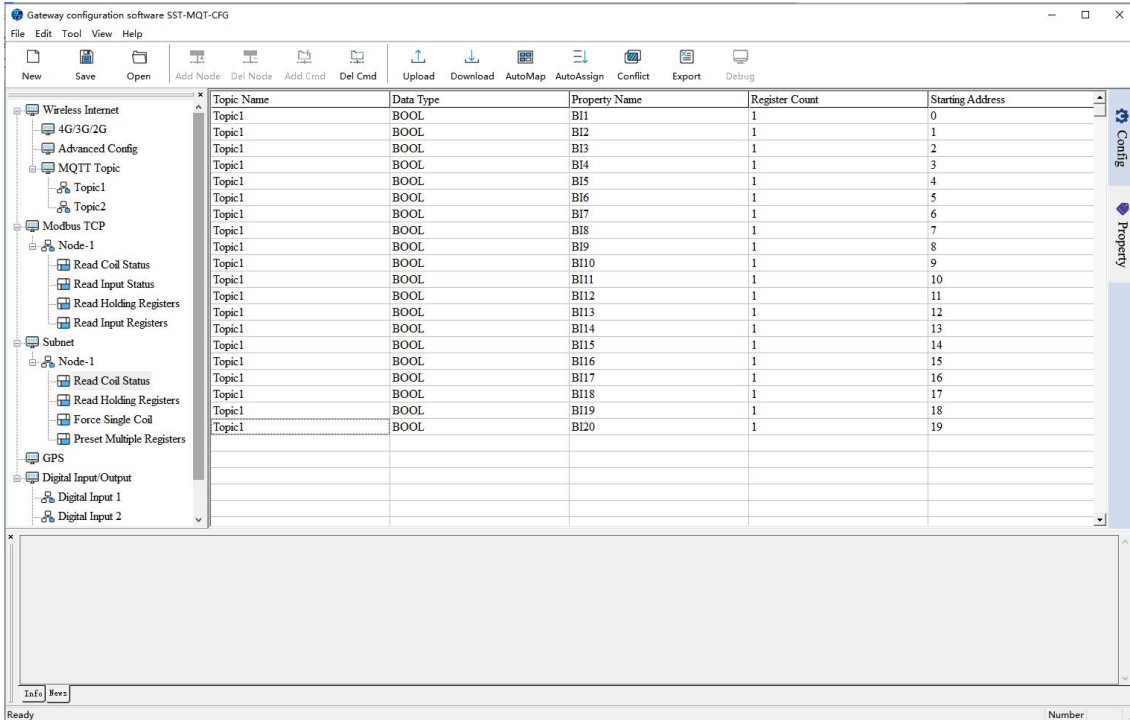 Gateway configuration software SST-MQT-CFG
File Edit Tool View Help
New Save Open Add Node Del Node Add Cmd Del Cmd Upload Download AutoMap AutoAssign Conflict Export Debug
Wireless Internet
4G/3G/2G
Advanced Config
MQTT Topic
Topic1
Topic2
Modbus TCP
Node-1
Read Coil Status
Read Input Status
Read Holding Registers
Read Input Registers
Subnet
Node-1
Read Coil Status
Read Holding Registers
Force Single Coil
Preset Multiple Registers
GPS
Digital Input/Output
Digital Input 1
Digital Input 2
Topic Name Data Type Property Name Register Count Starting Address
Topic1 BOOL BI1 1 0
Topic1 BOOL BI2 1 1
Topic1 BOOL BI3 1 2
Topic1 BOOL BI4 1 3
Topic1 BOOL BI5 1 4
Topic1 BOOL BI6 1 5
Topic1 BOOL BI7 1 6
Topic1 BOOL BI8 1 7
Topic1 BOOL BI9 1 8
Topic1 BOOL BI10 1 9
Topic1 BOOL BI11 1 10
Topic1 BOOL BI12 1 11
Topic1 BOOL BI13 1 12
Topic1 BOOL BI14 1 13
Topic1 BOOL BI15 1 14
Topic1 BOOL BI16 1 15
Topic1 BOOL BI17 1 16
Topic1 BOOL BI18 1 17
Topic1 BOOL BI19 1 18
Topic1 BOOL BI20 1 19
Config
Property
Info News
Ready Number